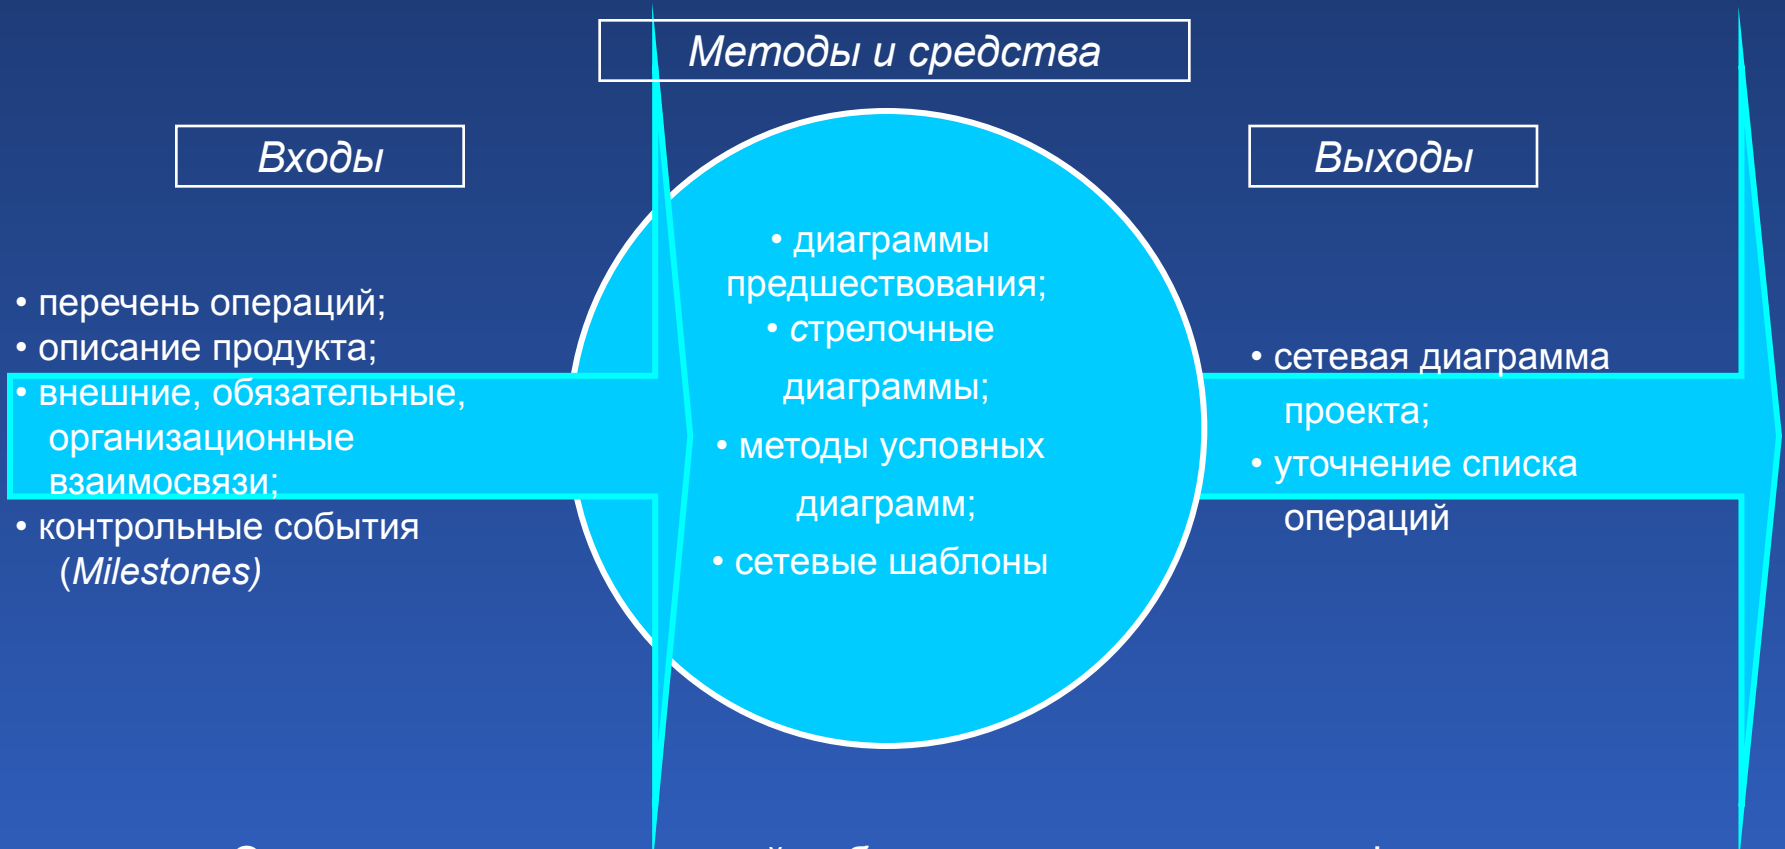 Методы и средства
Входы
• перечень операций;
• описание продукта;
• внешние, обязательные,
организационные
взаимосвязи;
• контрольные события
(Milestones)
• диаграммы
предшествования;
• стрелочные
диаграммы;
• методы условных
диаграмм;
• сетевые шаблоны
Выходы
• сетевая диаграмма
проекта;
• уточнение списка
операций